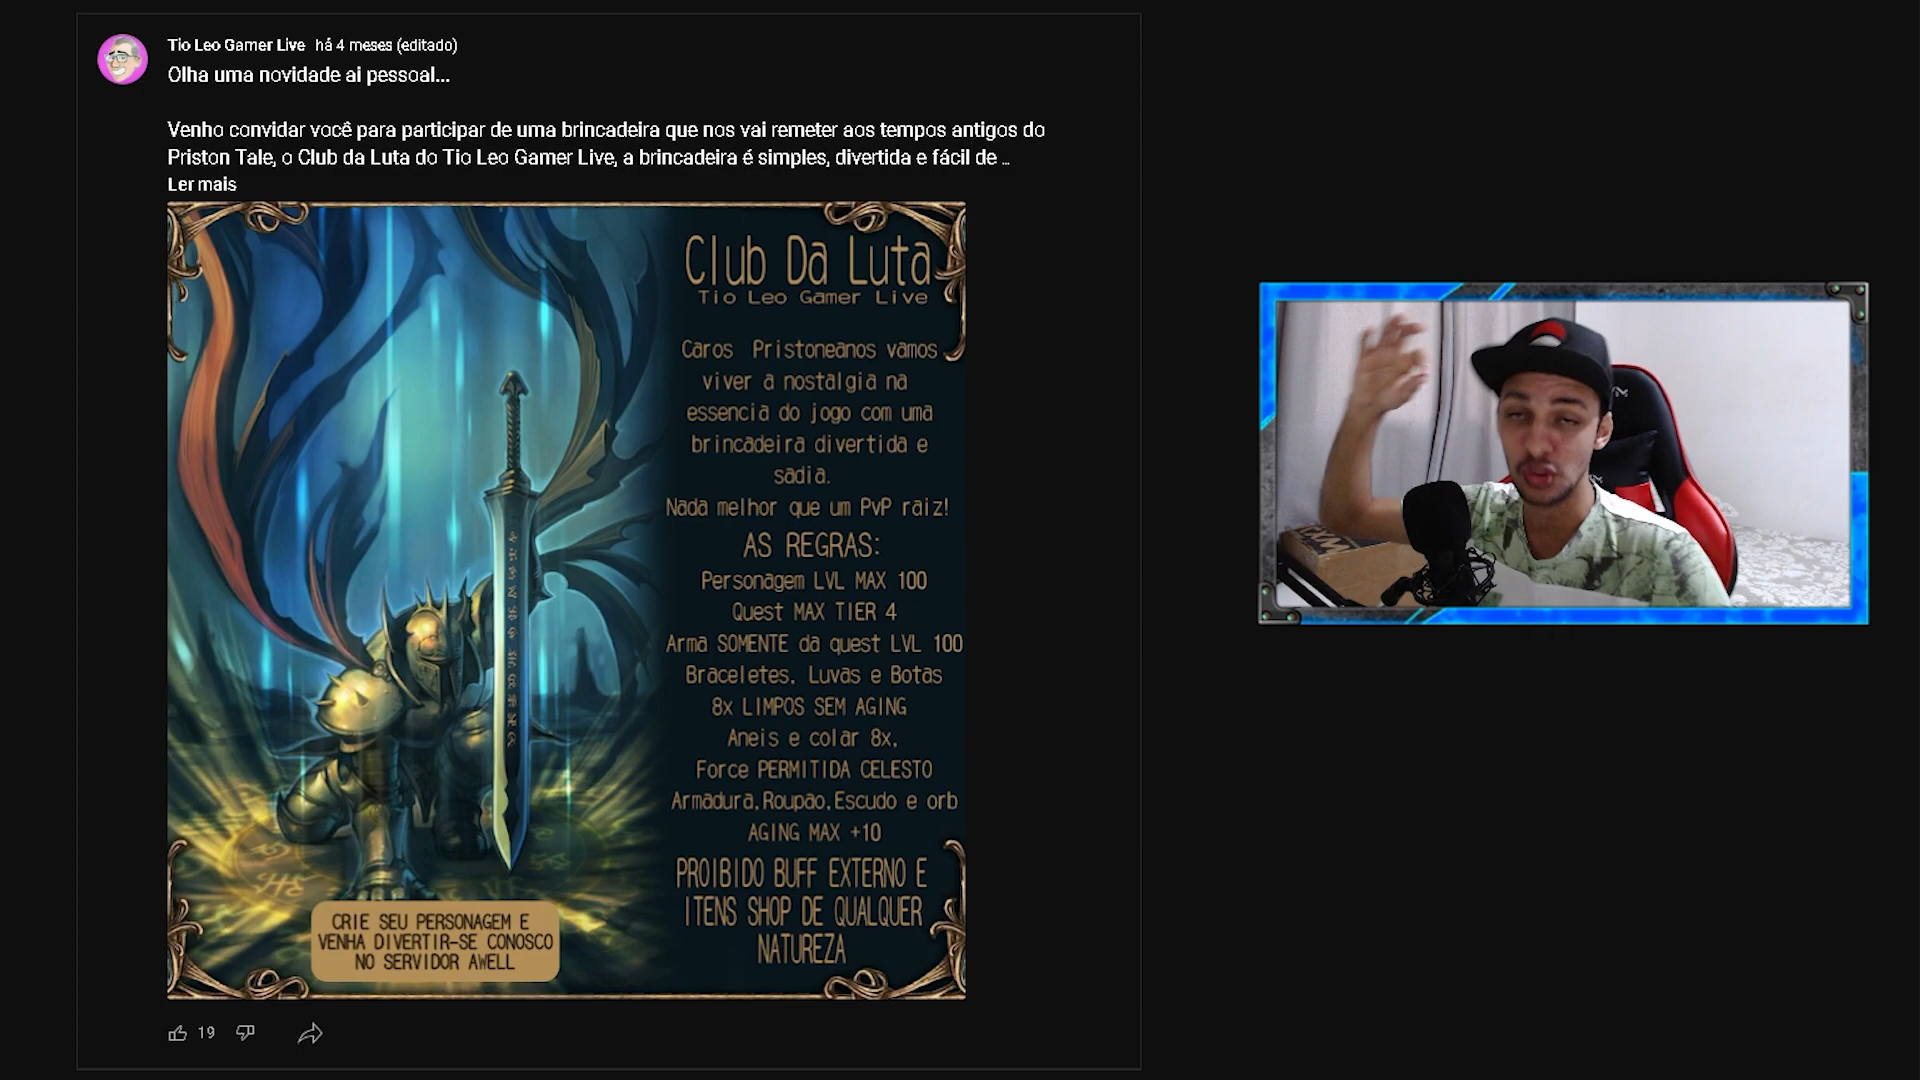 Tio Leo Gamer Live há 4 meses (editado)
Olha uma novidade ai pessoal...
Venho convidar você para participar de uma brincadeira que nos vai remeter aos tempos antigos do
Priston Tale, o Club da Luta do Tio Leo Gamer Live, a brincadeira é simples, divertida e fácil de ...
Ler mais
Club Da Luta
Tio Leo Gamer Live
Caros Pristoneanos vamos
viver a nostalgia na
essencia do jogo com uma
brincadeira divertida e
sadia.
Nada melhor que um PvP raiz!
AS REGRAS:
Personagem LVL MAX 100
Quest MAX TIER 4
Arma SOMENTE da quest LVL 100
Braceletes. Luvas e Botas
8x LIMPOS SEM AGING
Aneis e colar 8x.
Force PERMITIDA CELESTO
Armadura,Roupao,Escudo e orb
AGING MAX +10
PROIBIDO BUFF EXTERNO E
ITENS SHOP DE QUALQUER
NATUREZA
CRIE SEU PERSONAGEM E
VENHA DIVERTIR-SE CONOSCO
NO SERVIDOR AWELL
19